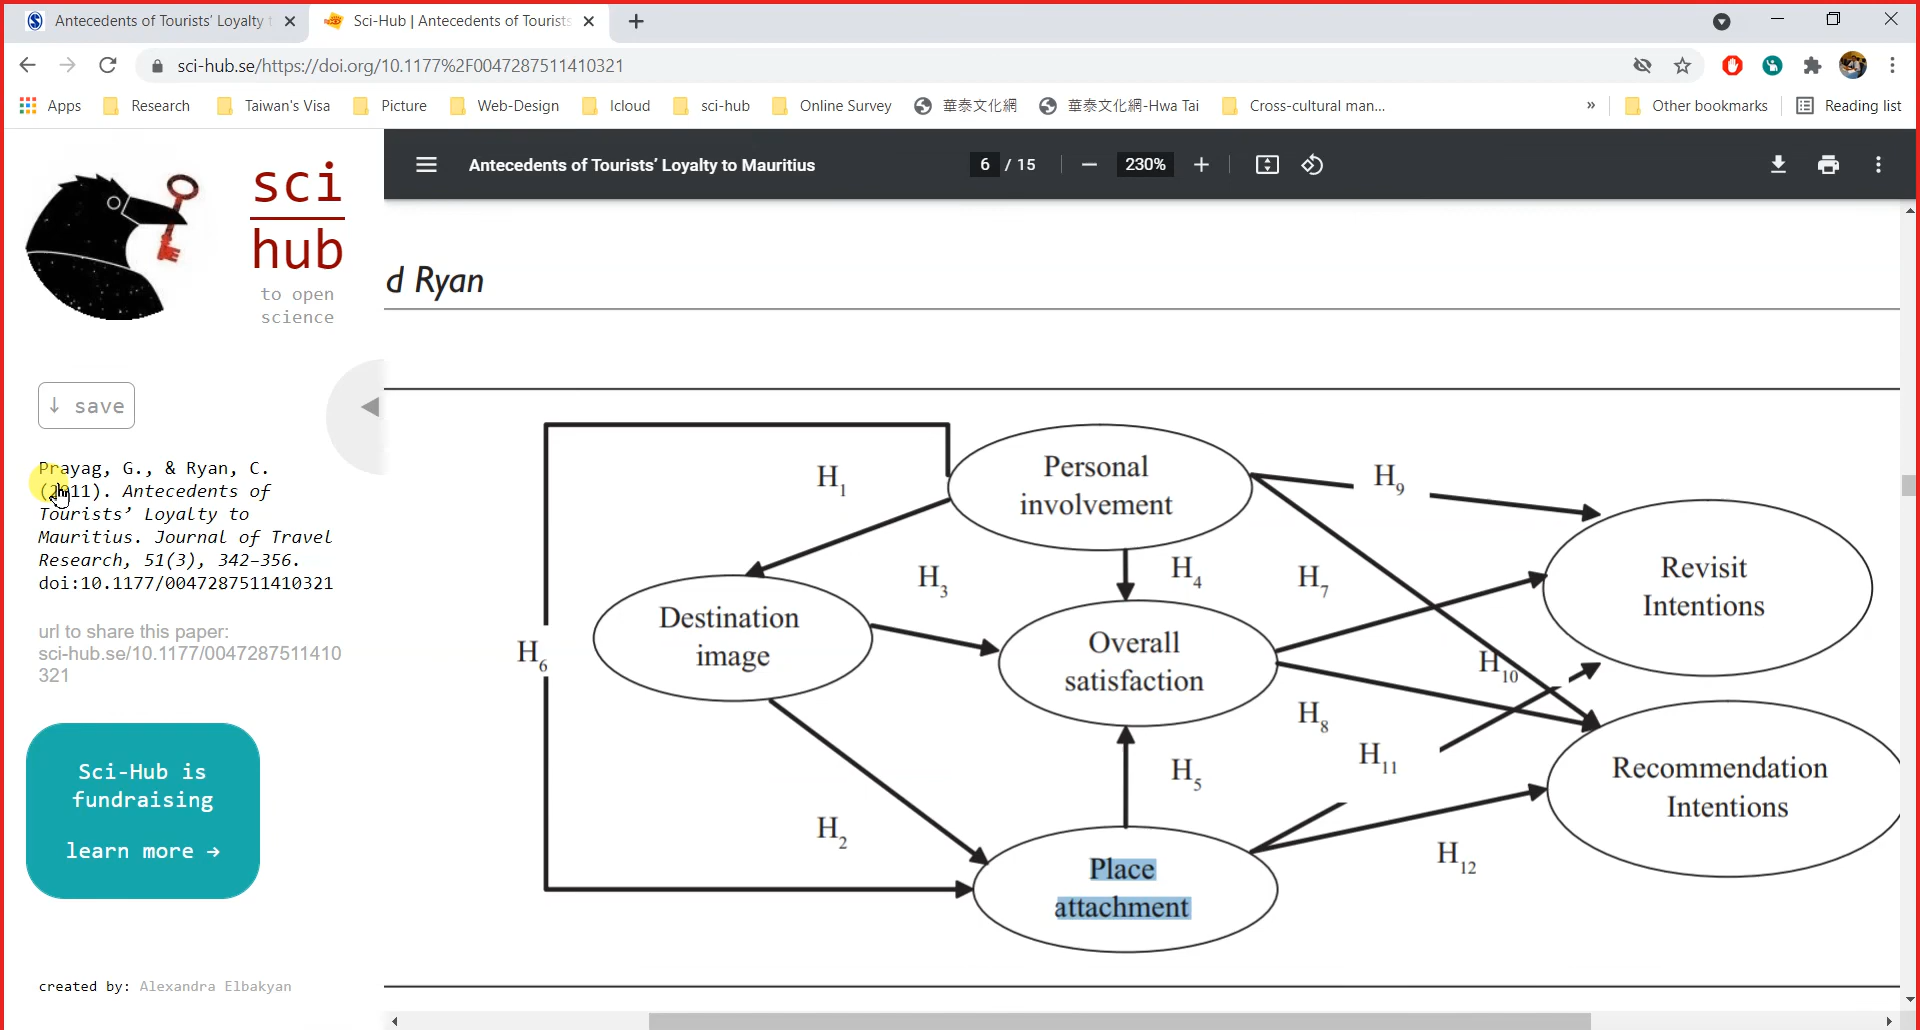 Antecedents of Tourists' Loyalty t
Sci-Hub | Antecedents of Tourists
sci-hub.se/https://doi.org/10.1177%2F0047287511410321
Apps
Research
Taiwan's Visa
Picture
Web-Design
Icloud
sci-hub
Online Survey
華泰文化網
華泰文化網-Hwa Tai
Cross-cultural man...
»
Other bookmarks
Reading list
sci
hub
to open
science
↓ save
Prayag, G., & Ryan, C.
(2011). Antecedents of
Tourists’ Loyalty to
Mauritius. Journal of Travel
Research, 51(3), 342–356.
doi:10.1177/0047287511410321
url to share this paper:
sci-hub.se/10.1177/0047287511410
321
Sci-Hub is
fundraising
learn more →
created by: Alexandra Elbakyan
Antecedents of Tourists’ Loyalty to Mauritius
6 / 15
230%
d Ryan
H1
Personal
involvement
H9
H3
H4
H7
Revisit
Intentions
Destination
image
H6
Overall
satisfaction
H10
H8
H11
H5
Recommendation
Intentions
H2
H12
Place
attachment